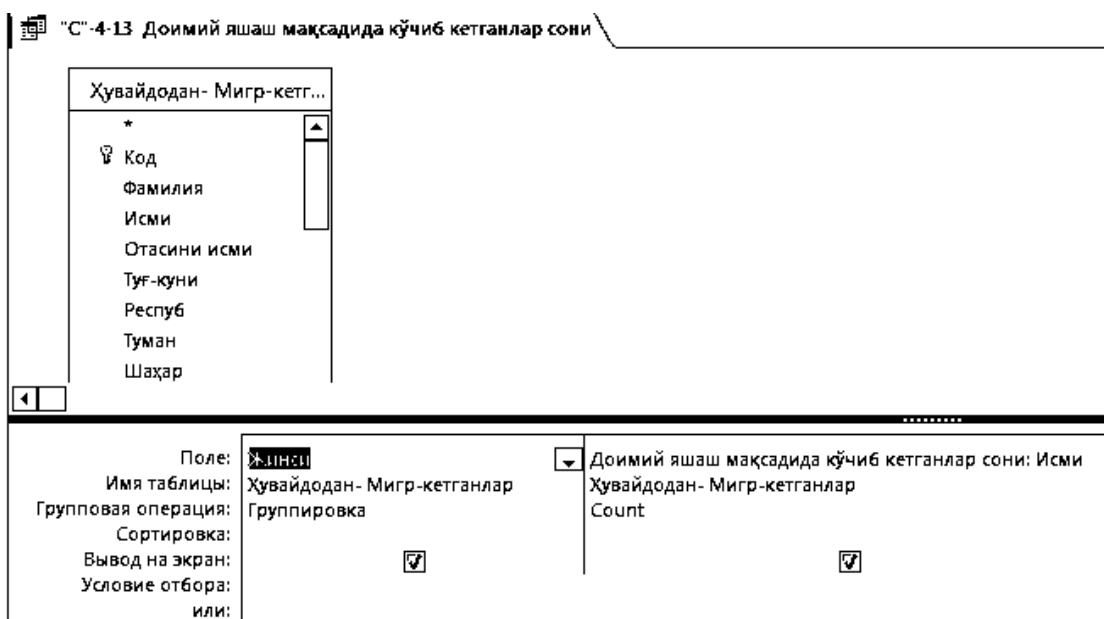 "С"-4-13 Доимий яшаш мақсадида кўчиб кетганлар сони
Ҳувайдодан- Мигр-кетг...
*
Код
Фамилия
Исми
Отасини исми
Туғ-куни
Респуб
Туман
Шаҳар
Поле: Жинси Доимий яшаш мақсадида кўчиб кетганлар сони: Исми
Имя таблицы: Ҳувайдодан- Мигр-кетганлар Ҳувайдодан- Мигр-кетганлар
Групповая операция: Группировка Count
Сортировка:
Вывод на экран:
Условие отбора:
или: